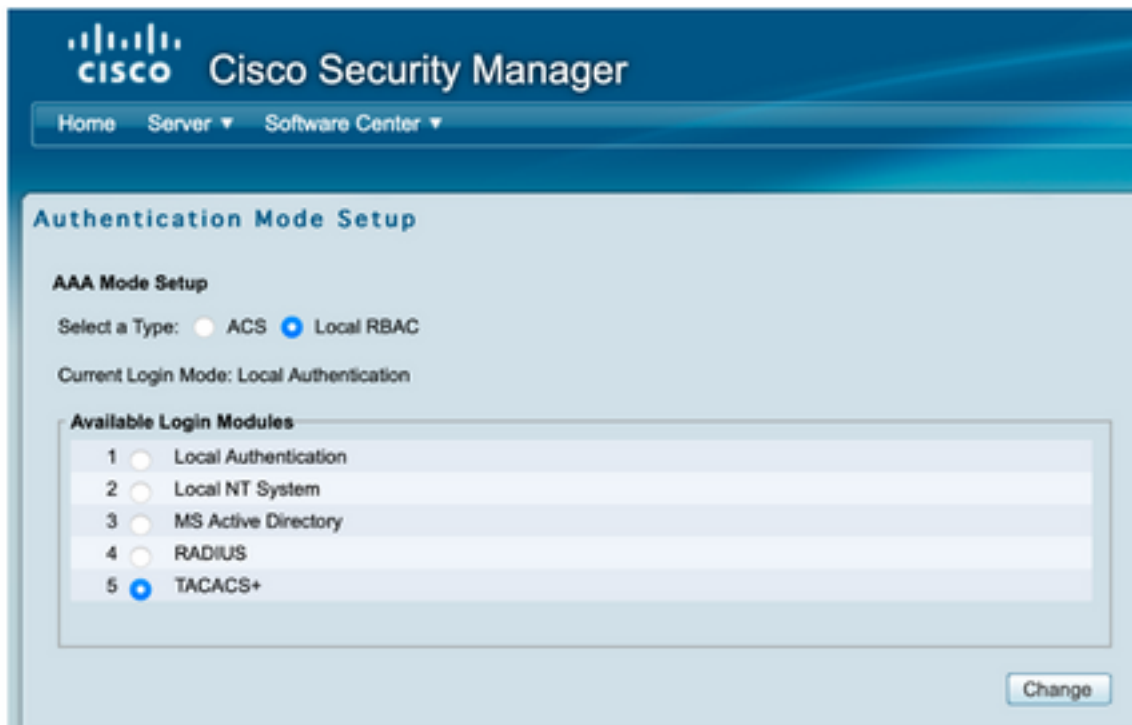 CISCO Cisco Security Manager
Home Server ▼ Software Center ▼
Authentication Mode Setup
AAA Mode Setup
Select a Type: ACS Local RBAC
Current Login Mode: Local Authentication
Available Login Modules
1 Local Authentication
2 Local NT System
3 MS Active Directory
4 RADIUS
5 TACACS+
Change